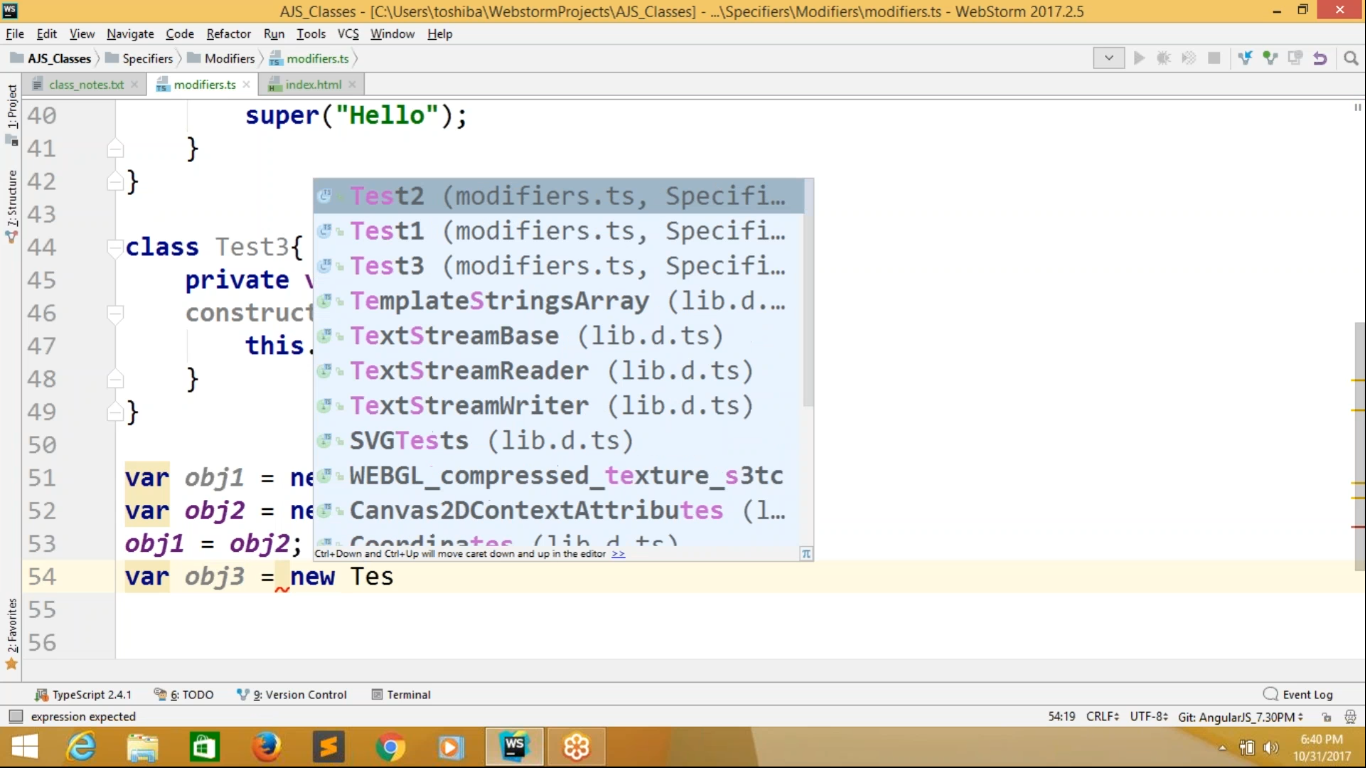 WS
AJS_Classes - [C:\Users\toshiba\WebstormProjects\AJS_Classes] - ...\Specifiers\Modifiers\modifiers.ts - WebStorm 2017.2.5
File Edit View Navigate Code Refactor Run Tools VCS Window Help
AJS_Classes Specifiers Modifiers modifiers.ts
class_notes.txt modifiers.ts index.html
1: Project
7: Structure
2: Favorites
40 super("Hello");
41 }
42 }
43
44 class Test3{
45 private v
46 construct
47 this.
48 }
49 }
50
51 var obj1 = ne
52 var obj2 = ne
53 obj1 = obj2;
54 var obj3 = new Tes
55
56
Test2 (modifiers.ts, Specifi…
Test1 (modifiers.ts, Specifi…
Test3 (modifiers.ts, Specifi…
TemplateStringsArray (lib.d.…
TextStreamBase (lib.d.ts)
TextStreamReader (lib.d.ts)
TextStreamWriter (lib.d.ts)
SVGTests (lib.d.ts)
WEBGL_compressed_texture_s3tc
Canvas2DContextAttributes (l…
Coordinates (lib.d.ts)
Ctrl+Down and Ctrl+Up will move caret down and up in the editor >> π
TypeScript 2.4.1 6: TODO 9: Version Control Terminal Event Log
expression expected 54:19 CRLF UTF-8 Git: AngularJS_7.30PM
WS
6:40 PM
10/31/2017